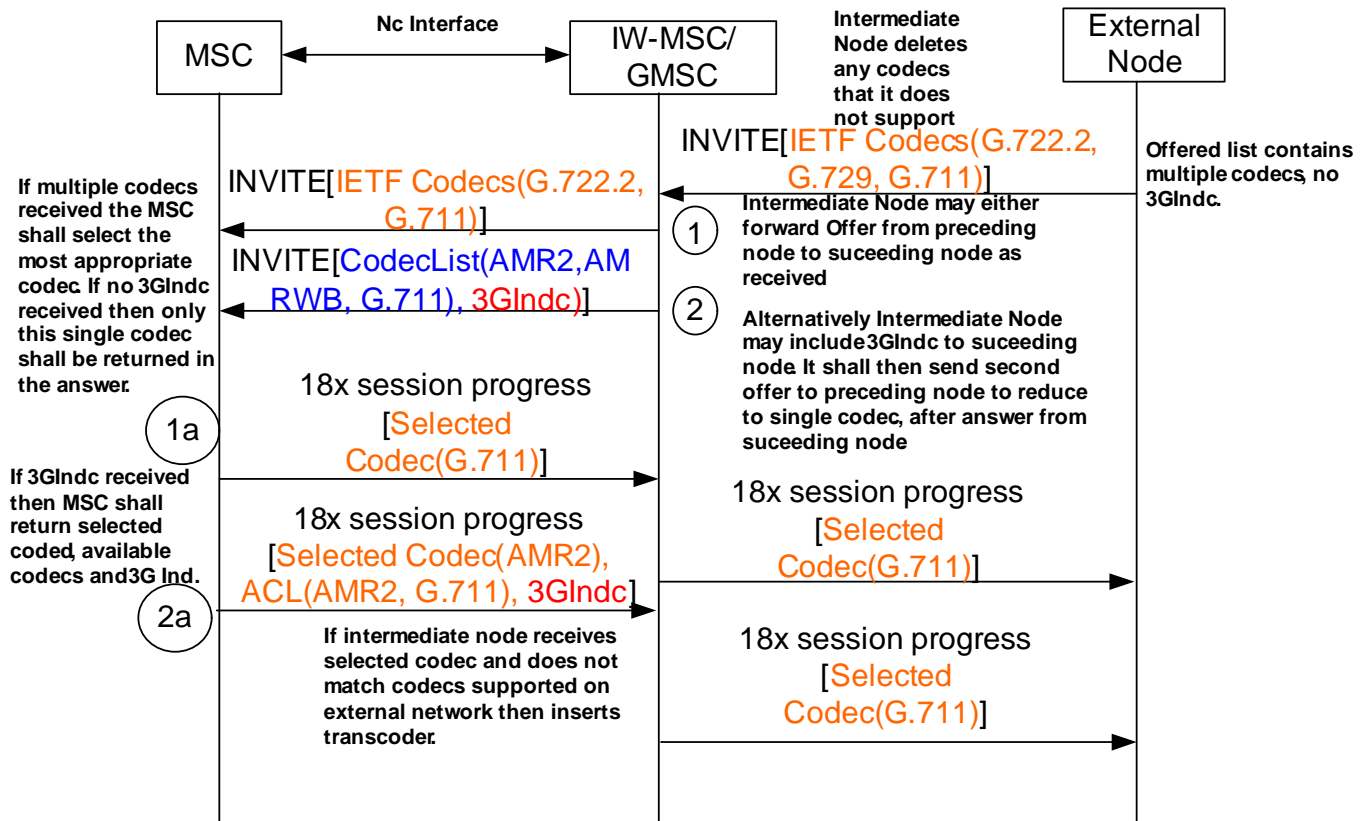 MSC
Nc Interface
IW-MSC/
GMSC
Intermediate
Node deletes
any codecs
that it does
not support
External
Node
INVITE[IETF Codecs(G.722.2,
G.729, G.711)]
Offered list contains
multiple codecs, no
3GIndc.
If multiple codecs
received the MSC
shall select the
most appropriate
codec. If no 3GIndc
received then only
this single codec
shall be returned in
the answer.
INVITE[IETF Codecs(G.722.2,
G.711)]
1
Intermediate Node may either
forward Offer from preceding
node to suceeding node as
received
INVITE[CodecList(AMR2,AM
RWB, G.711), 3GIndc)]
2
Alternatively Intermediate Node
may include 3GIndc to suceeding
node. It shall then send second
offer to preceding node to reduce
to single codec, after answer from
suceeding node
1a
18x session progress
[Selected
Codec(G.711)]
If 3GIndc received
then MSC shall
return selected
coded, available
codecs and 3G Ind.
18x session progress
[Selected
Codec(G.711)]
2a
18x session progress
[Selected Codec(AMR2),
ACL(AMR2, G.711), 3GIndc]
If intermediate node receives
selected codec and does not
match codecs supported on
external network then inserts
transcoder.
18x session progress
[Selected
Codec(G.711)]